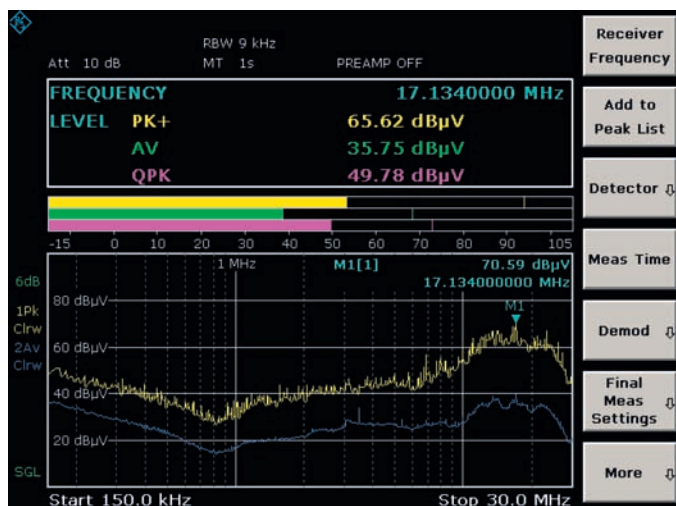 RBW 9 kHz
Att 10 dB MT 1s PREAMP OFF
FREQUENCY 17.1340000 MHz
LEVEL PK+ 65.62 dBµV
AV 35.75 dBµV
QPK 49.78 dBµV
-15 0 10 20 30 40 50 60 70 80 90 105
1 MHz M1[1] 70.59 dBµV
17.134000000 MHz
M1
6dB
1Pk
Clrw
2Av
Clrw
SGL
80 dBµV
60 dBµV
40 dBµV
20 dBµV
Start 150.0 kHz Stop 30.0 MHz
Receiver
Frequency
Add to
Peak List
Detector ⇩
Meas Time
Demod ⇩
Final
Meas
Settings ⇩
More ⇩